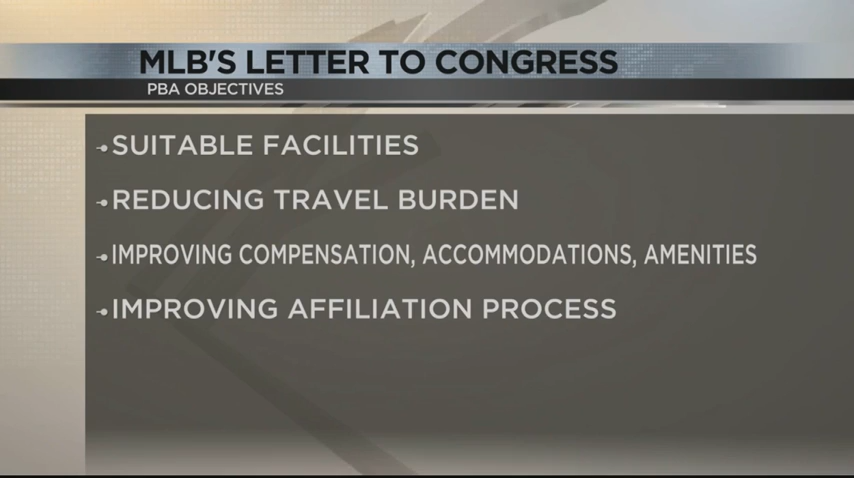 MLB'S LETTER TO CONGRESS
PBA OBJECTIVES
SUITABLE FACILITIES
REDUCING TRAVEL BURDEN
IMPROVING COMPENSATION, ACCOMMODATIONS, AMENITIES
IMPROVING AFFILIATION PROCESS